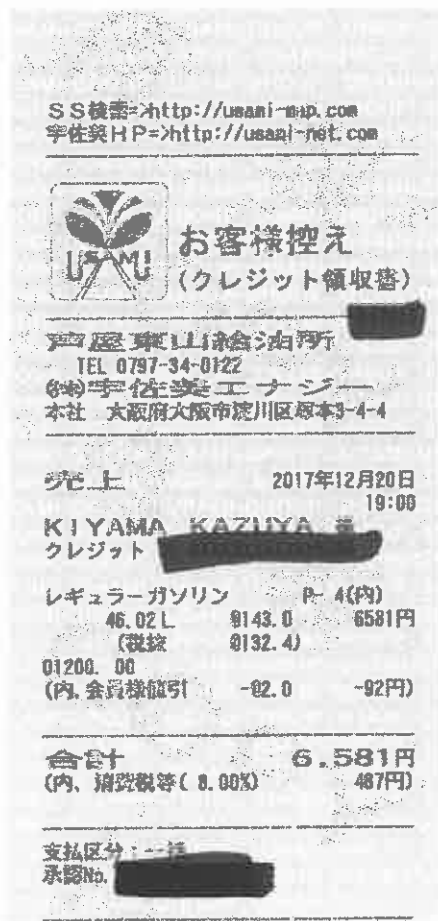 SS検索=>http://usami-map.com
宇佐美HP=>http://usami-net.com
USAMI
お客様控え
(クレジット領収書)
芦屋東山給油所
TEL 0797-34-0122
(株)宇佐美エナジー
本社 大阪府大阪市淀川区塚本3-4-4
売上 2017年12月20日
19:00
KIYAMA KAZUYA 様
クレジット
レギュラーガソリン P- 4(内)
46.02L @143.0 6581円
(税抜 @132.4)
01200. 00
(内,会員様値引 -@2.0 -92円)
合計 6,581円
(内、消費税等( 8.00%) 487円)
支払区分:一括
承認No.